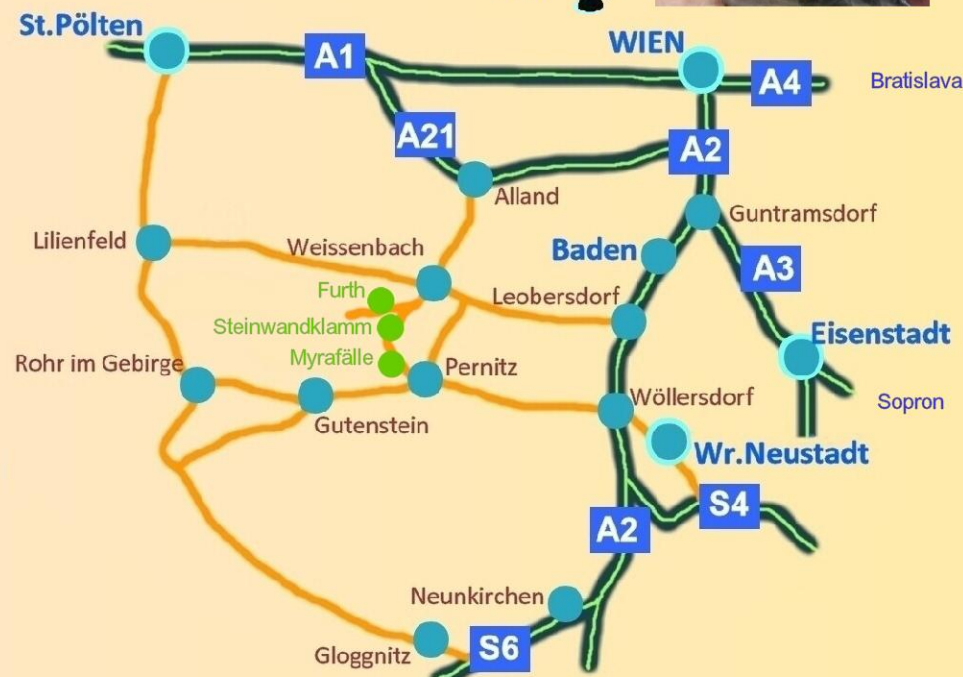 St.Pölten
A1
WIEN
A4
Bratislava
A21
A2
Alland
Guntramsdorf
Lilienfeld
Weissenbach
Baden
A3
Furth
Leobersdorf
Steinwandklamm
Eisenstadt
Myrafälle
Rohr im Gebirge
Pernitz
Wöllersdorf
Sopron
Gutenstein
Wr.Neustadt
S4
A2
Neunkirchen
S6
Gloggnitz